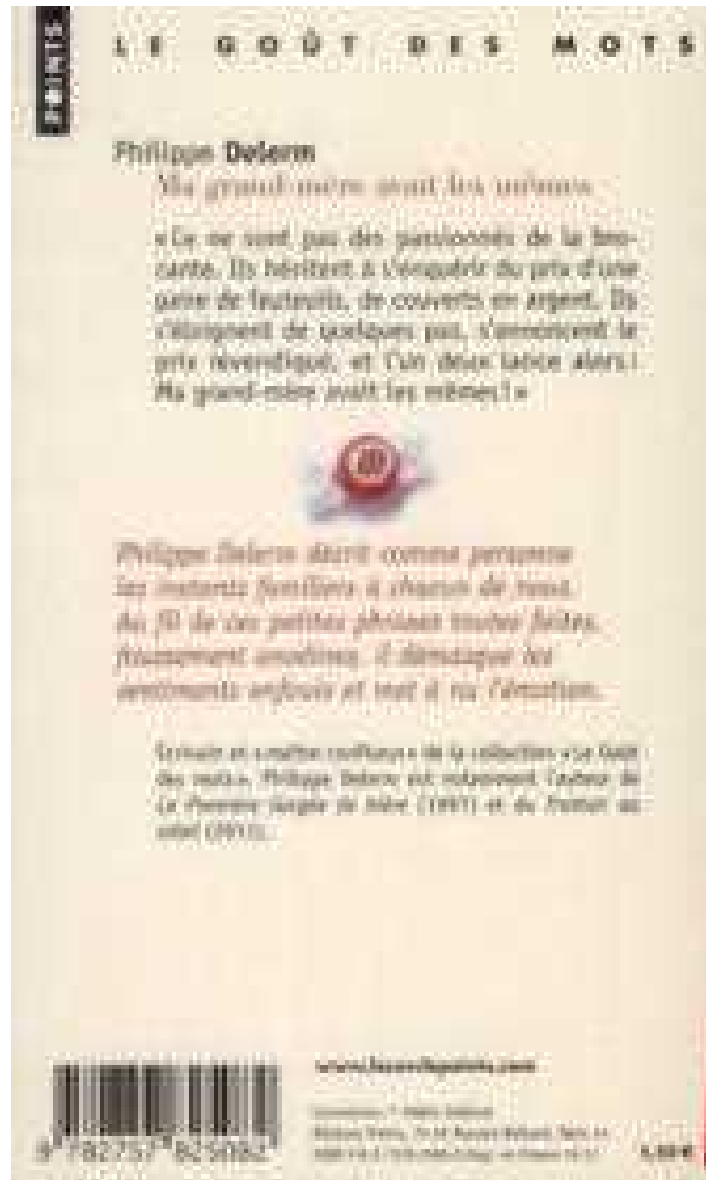 POINTS
LE GOÛT DES MOTS
Philippe Delerm
Ma grand-mère avait les mêmes
« Ce ne sont pas des passionnés de la bro-
cante. Ils hésitent à s'enquérir du prix d'une
paire de fauteuils, de couverts en argent. Ils
s'éloignent de quelques pas, s'annoncent le
prix revendiqué, et l'un deux lance alors :
Ma grand-mère avait les mêmes ! »
Philippe Delerm décrit comme personne
les instants familiers à chacun de nous.
Au fil de ces petites phrases toutes faites,
faussement anodines, il démasque les
sentiments enfouis et met à nu l'émotion.
Écrivain et « maître coiffeur » de la collection « Le Goût
des mots », Philippe Delerm est notamment l'auteur de
La Première Gorgée de bière (1997) et du Trottoir au
soleil (2011).
www.lecerclepoints.com
9 782757 825082